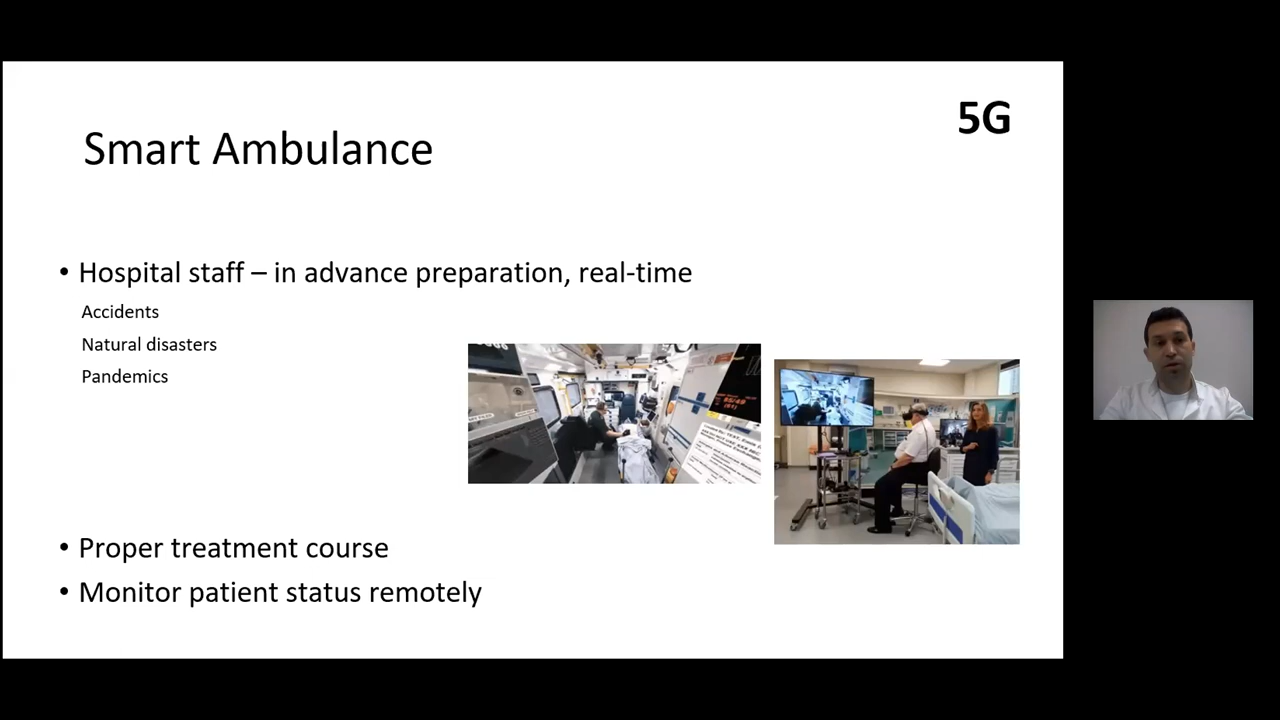 5G
Smart Ambulance
• Hospital staff – in advance preparation, real-time
Accidents
Natural disasters
Pandemics
• Proper treatment course
• Monitor patient status remotely